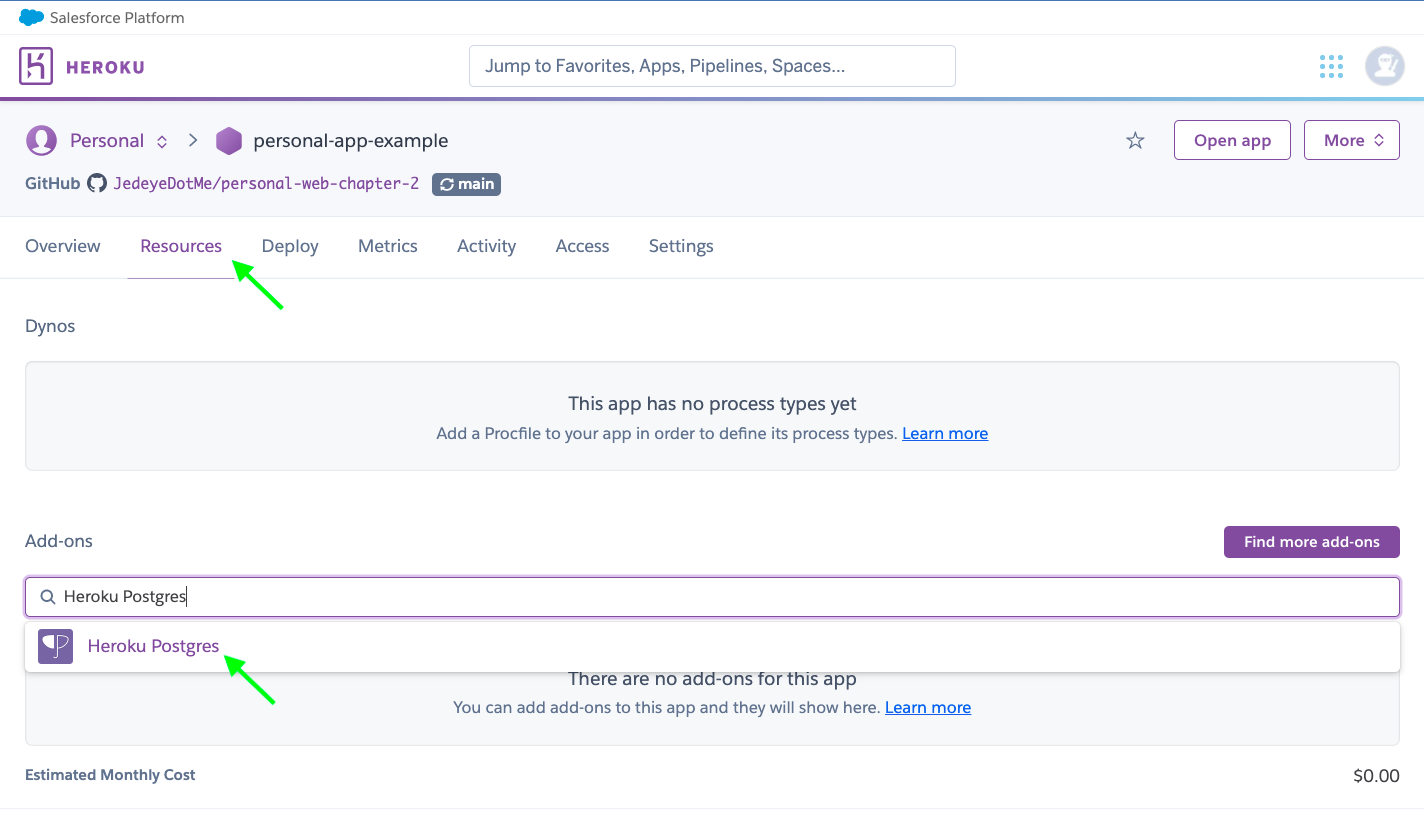 Salesforce Platform
HEROKU
Jump to Favorites, Apps, Pipelines, Spaces...
Personal
personal-app-example
Open app
More
GitHub JedeyeDotMe/personal-web-chapter-2 main
Overview Resources Deploy Metrics Activity Access Settings
Dynos
This app has no process types yet
Add a Procfile to your app in order to define its process types. Learn more
Add-ons
Find more add-ons
Heroku Postgres
Heroku Postgres
There are no add-ons for this app
You can add add-ons to this app and they will show here. Learn more
Estimated Monthly Cost
$0.00